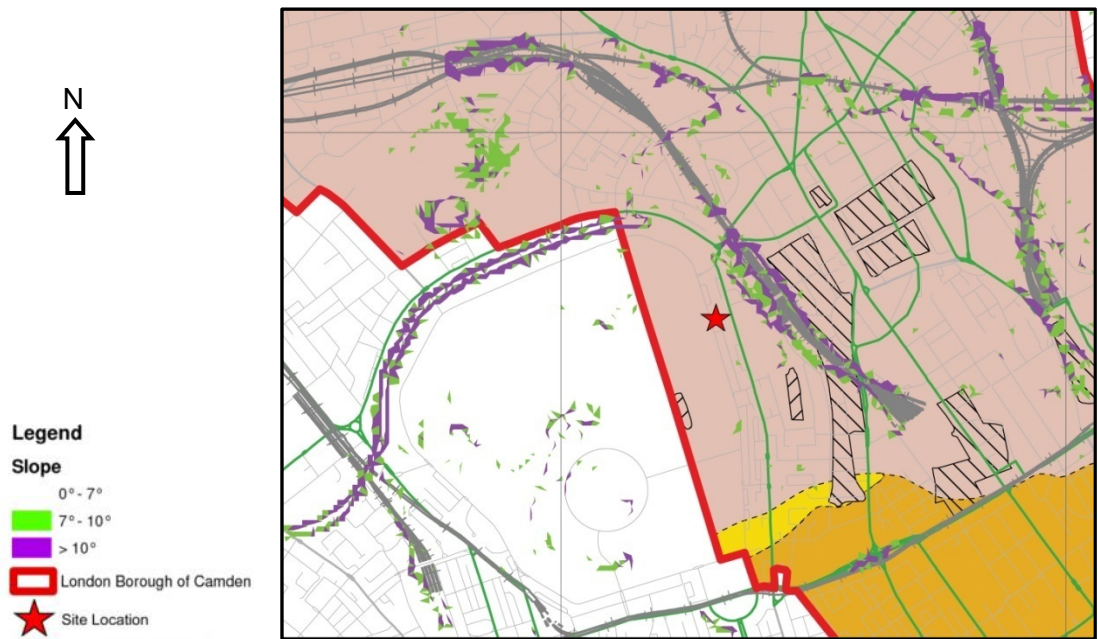 N
Legend
Slope
0° - 7°
7° - 10°
> 10°
London Borough of Camden
Site Location